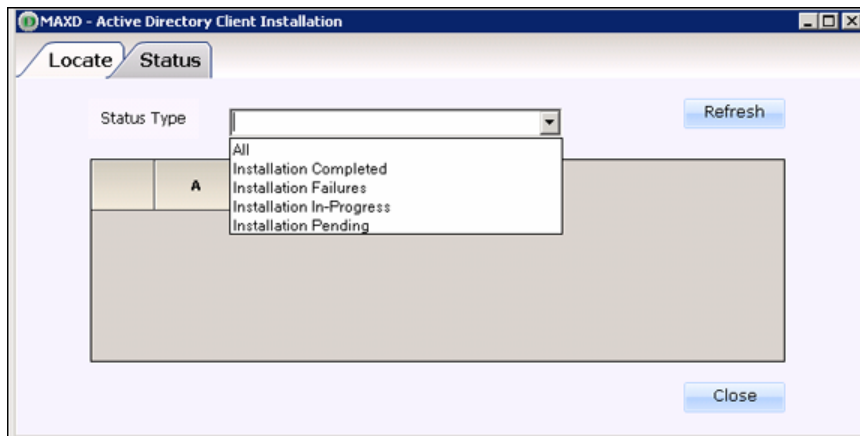 MAXD - Active Directory Client Installation
Locate Status
Status Type Refresh
All
Installation Completed
A Installation Failures
Installation In-Progress
Installation Pending
Close